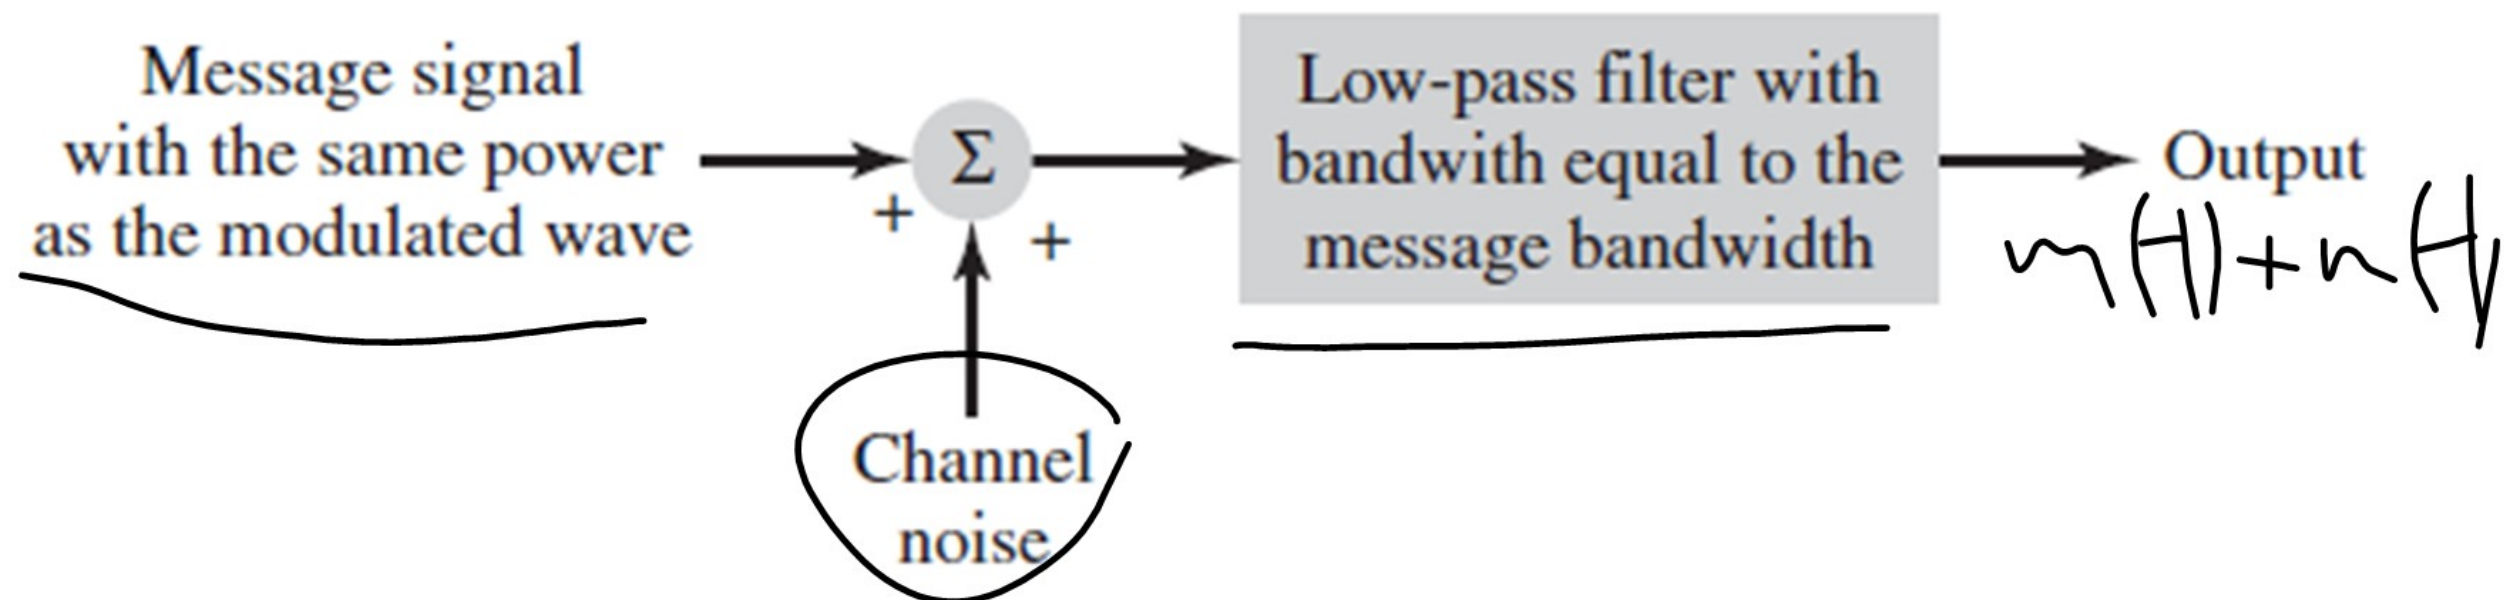 Message signal
with the same power
as the modulated wave
Σ
+
+
Channel
noise
Low-pass filter with
bandwith equal to the
message bandwidth
Output
m(t)+n(t)